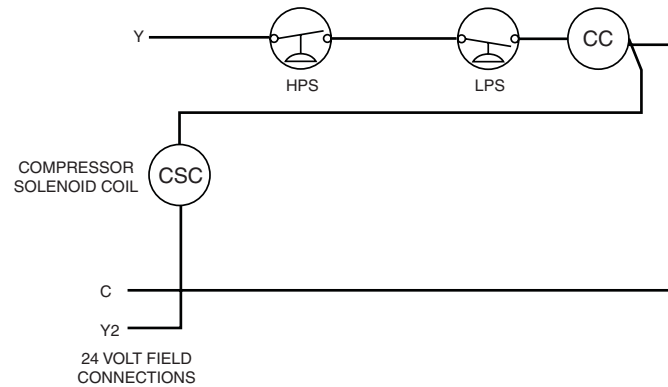 Y
CC
HPS
LPS
COMPRESSOR
SOLENOID COIL
CSC
C
Y2
24 VOLT FIELD
CONNECTIONS